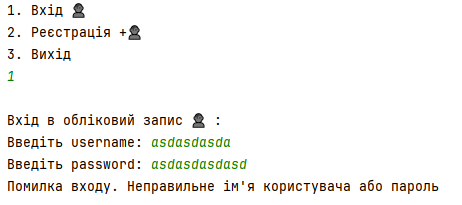 1. Вхід 👤
2. Реєстрація +👤
3. Вихід
1
Вхід в обліковий запис 👤 :
Введіть username: asdasdasda
Введіть password: asdasdasdasd
Помилка входу. Неправильне ім'я користувача або пароль